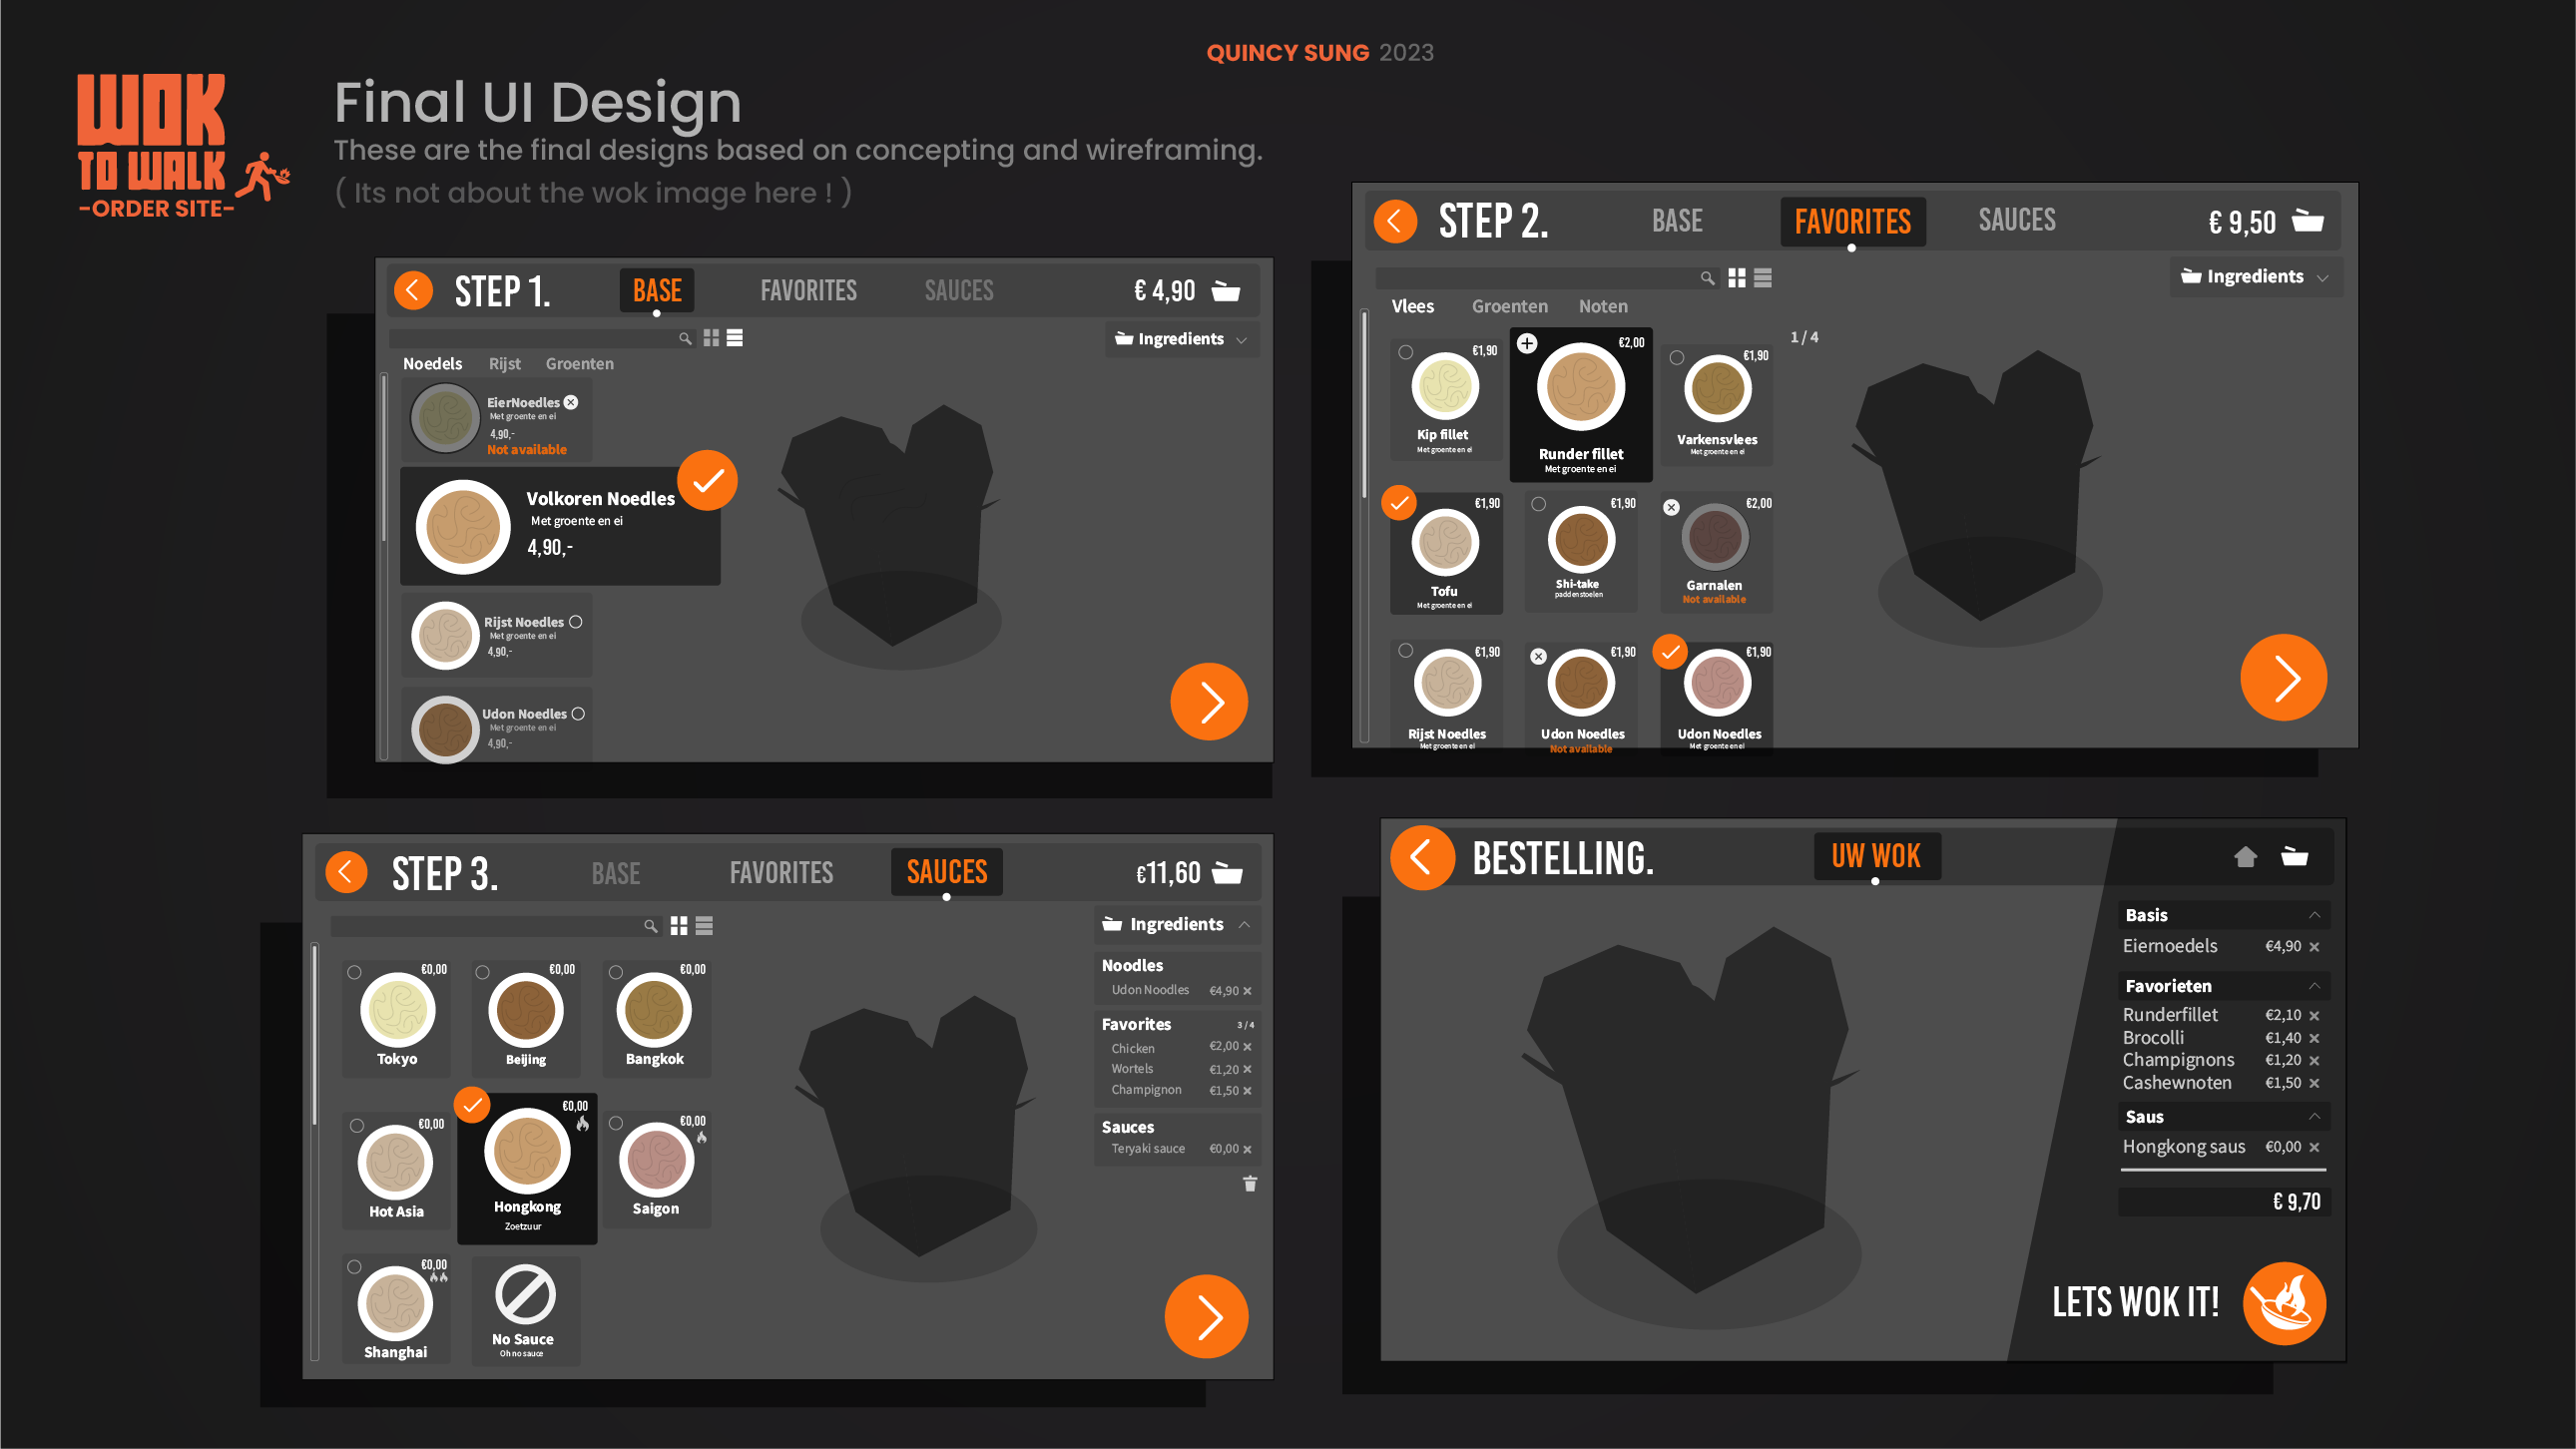 QUINCY SUNG 2023
WOK
TO WALK
-ORDER SITE-
Final UI Design
These are the final designs based on concepting and wireframing.
( Its not about the wok image here ! )
STEP 1. BASE FAVORITES SAUCES € 4,90
Ingredients
Noedels Rijst Groenten
EierNoedles
Met groente en ei
4,90,-
Not available
Volkoren Noedles
Met groente en ei
4,90,-
Rijst Noedles
Met groente en ei
4,90,-
Udon Noedles
Met groente en ei
4,90,-
STEP 2. BASE FAVORITES SAUCES € 9,50
Ingredients
Vlees Groenten Noten
1 / 4
€1,90 €2,00 €1,90
Kip fillet Runder fillet Varkensvlees
Met groente en ei Met groente en ei Met groente en ei
€1,90 €1,90 €2,00
Tofu Shi-take Garnalen
Met groente en ei paddenstoelen Not available
€1,90 €1,90 €1,90
Rijst Noedles Udon Noedles Udon Noedles
Met groente en ei Not available Met groente en ei
STEP 3. BASE FAVORITES SAUCES €11,60
Ingredients
€0,00 €0,00 €0,00
Tokyo Beijing Bangkok
€0,00 €0,00 €0,00
Hot Asia Hongkong Saigon
Zoetzuur
€0,00
Shanghai No Sauce
Oh no sauce
Noodles
Udon Noodles €4,90
Favorites 3 / 4
Chicken €2,00
Wortels €1,20
Champignon €1,50
Sauces
Teryaki sauce €0,00
BESTELLING. UW WOK
Basis
Eiernoedels €4,90
Favorieten
Runderfillet €2,10
Brocolli €1,40
Champignons €1,20
Cashewnoten €1,50
Saus
Hongkong saus €0,00
€ 9,70
LETS WOK IT!